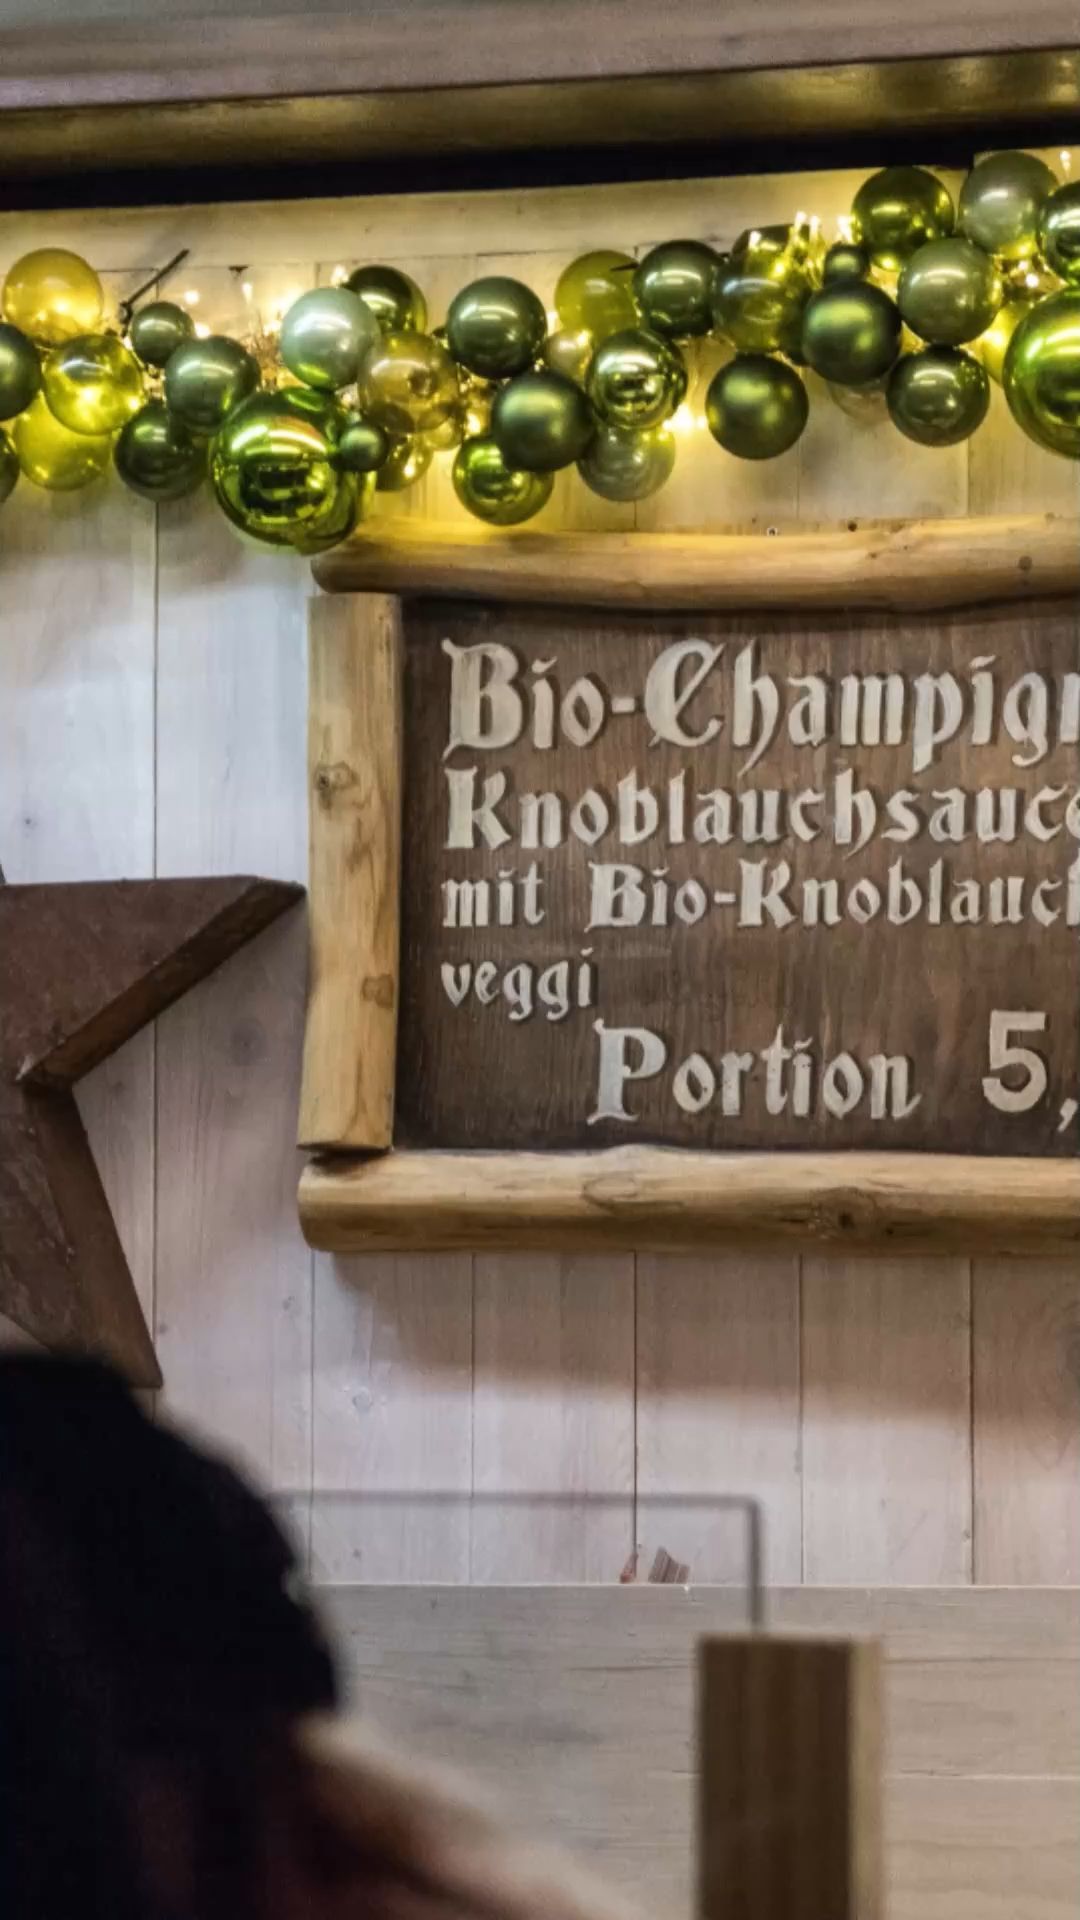 Bio-Champign
Knoblauchsauce
mit Bio-Knoblauch
veggi
Portion 5,